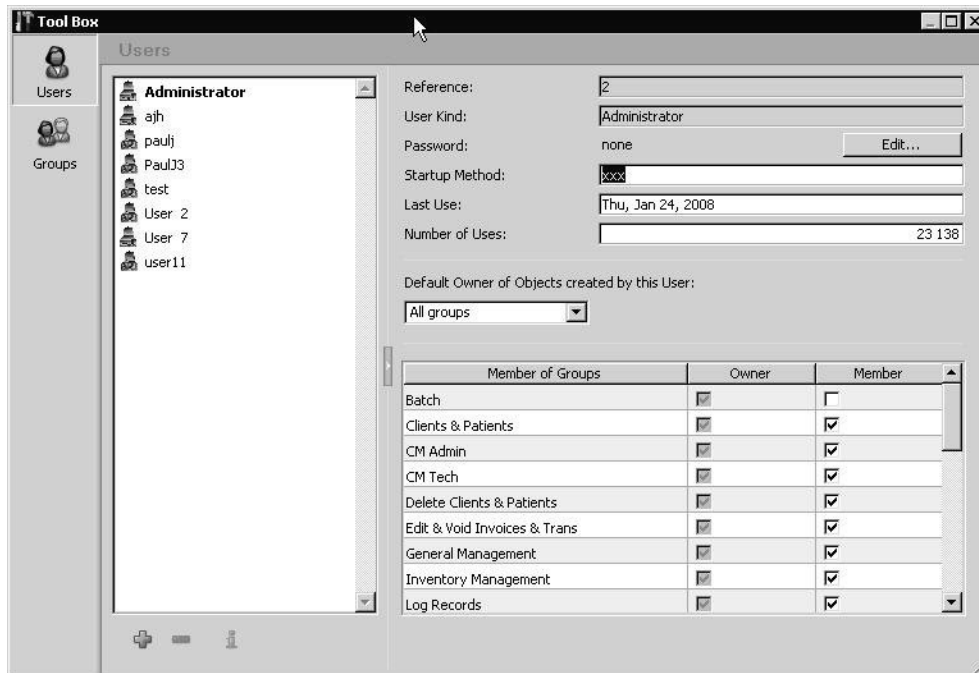 Tool Box
Users
Groups
Users
Administrator
ajh
paulj
PaulJ3
test
User 2
User 7
user11
Reference: 2
User Kind: Administrator
Password: none Edit...
Startup Method: xxx
Last Use: Thu, Jan 24, 2008
Number of Uses: 23 138
Default Owner of Objects created by this User:
All groups
Member of Groups Owner Member
Batch
Clients & Patients
CM Admin
CM Tech
Delete Clients & Patients
Edit & Void Invoices & Trans
General Management
Inventory Management
Log Records